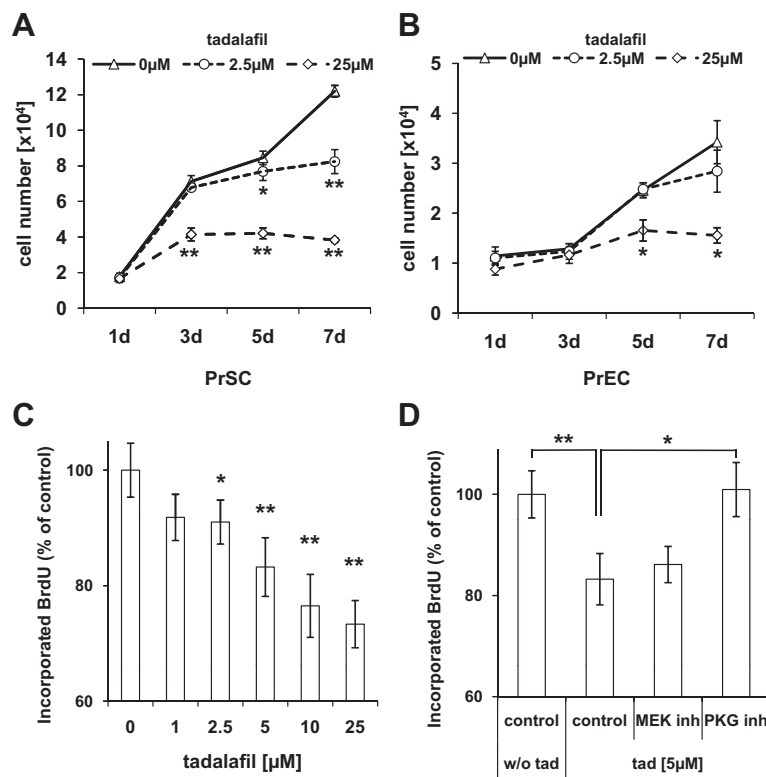 A
tadalafil
0µM 2.5µM 25µM
14
12
10
8
6
4
2
0
cell number [x10⁴]
*
**
**
**
**
1d 3d 5d 7d
PrSC
B
tadalafil
0µM 2.5µM 25µM
5
4
3
2
1
0
cell number [x10⁴]
*
*
1d 3d 5d 7d
PrEC
C
Incorporated BrdU (% of control)
100
80
60
*
**
**
**
0 1 2.5 5 10 25
tadalafil [µM]
D
Incorporated BrdU (% of control)
100
80
60
**
*
control control MEK inh PKG inh
w/o tad tad [5µM]